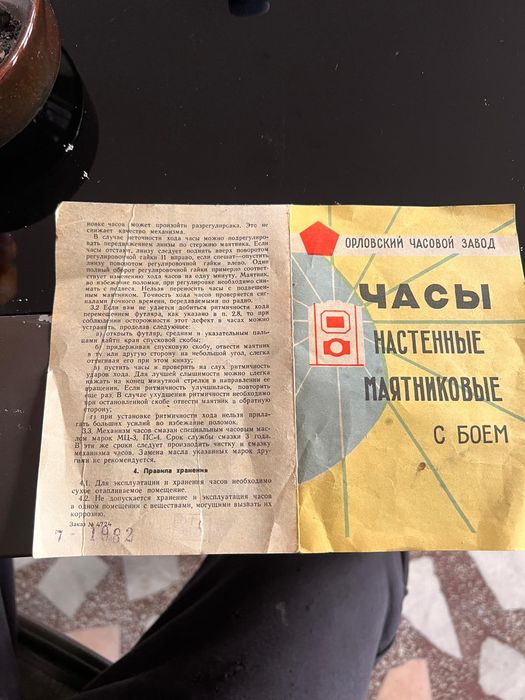 новке часов может произойти разрегулировка. Это не
снижает качество механизма.
В случае неточности хода часы можно подрегулиро-
вать передвижением линзы по стержню маятника. Если
часы отстают, линзу следует поднять вверх поворотом
регулировочной гайки II вправо, если спешат—опустить
линзу поворотом регулировочной гайки влево. Один
полный оборот регулировочной гайки примерно соответ-
ствует изменению хода часов на одну минуту. Маятник,
во избежание поломок, при регулировке необходимо сни-
мать с подвеса. Нельзя переносить часы с подвешен-
ным маятником. Точность хода часов проверяется сиг-
налами точного времени, передаваемыми по радио.
3.2 Если вам не удается добиться ритмичности хода
перемещением футляра, как указано в п. 2.8, то при
соблюдении осторожности этот дефект в часах можно
устранить, проделав следующее:
а) открыть футляр, средним и указательным паль-
цами найти края спусковой скобы;
б) придерживая спусковую скобу, отвести маятник
в ту или другую сторону на небольшой угол, слегка
оттягивая его при этом книзу;
в) пустить часы и проверить на слух ритмичность
ударов хода. Для лучшей слышимости можно слегка
нажать на конец минутной стрелки в направлении ее
вращения. Если ритмичность улучшилась, повторить
еще раз. В случае ухудшения ритмичности необходимо
при остановленной скобе отвести маятник в обратную
сторону;
г) при установке ритмичности хода нельзя прила-
гать больших усилий во избежание поломок.
3.3. Механизм часов смазан специальным часовым мас-
лом марок МЦ-3, ПС-4. Срок службы смазки 3 года.
В эти же сроки следует производить чистку и смазку
механизма часов. Замена масла указанных марок дру-
гими не рекомендуется.
4. Правила хранения
4.1. Для эксплуатации и хранения часов необходимо
сухое отапливаемое помещение.
4.2. Не допускается хранение и эксплуатация часов
в одном помещении с веществами, могущими вызвать их
коррозию.
Заказ № 4724
7 - 1982
ОРЛОВСКИЙ ЧАСОВОЙ ЗАВОД
ЧАСЫ
НАСТЕННЫЕ
МАЯТНИКОВЫЕ
С БОЕМ